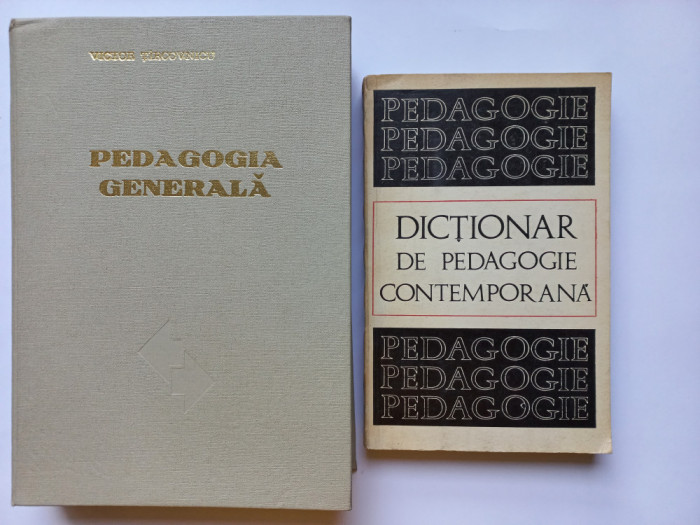 VICTOR ȚÎRCOVNICU
PEDAGOGIA
GENERALĂ
PEDAGOGIE
PEDAGOGIE
PEDAGOGIE
DICȚIONAR
DE PEDAGOGIE
CONTEMPORANĂ
PEDAGOGIE
PEDAGOGIE
PEDAGOGIE